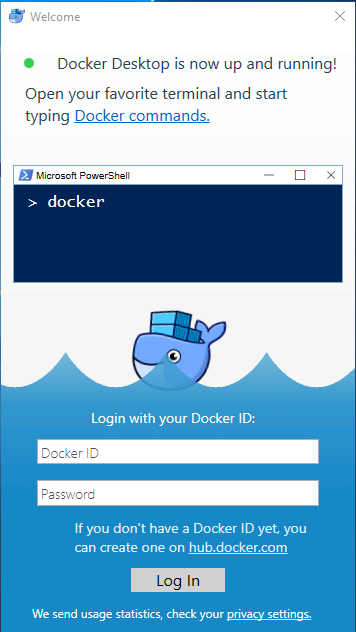 Welcome
Docker Desktop is now up and running!
Open your favorite terminal and start
typing Docker commands.
Microsoft PowerShell
> docker
Login with your Docker ID:
Docker ID
Password
If you don't have a Docker ID yet, you
can create one on hub.docker.com
Log In
We send usage statistics, check your privacy settings.